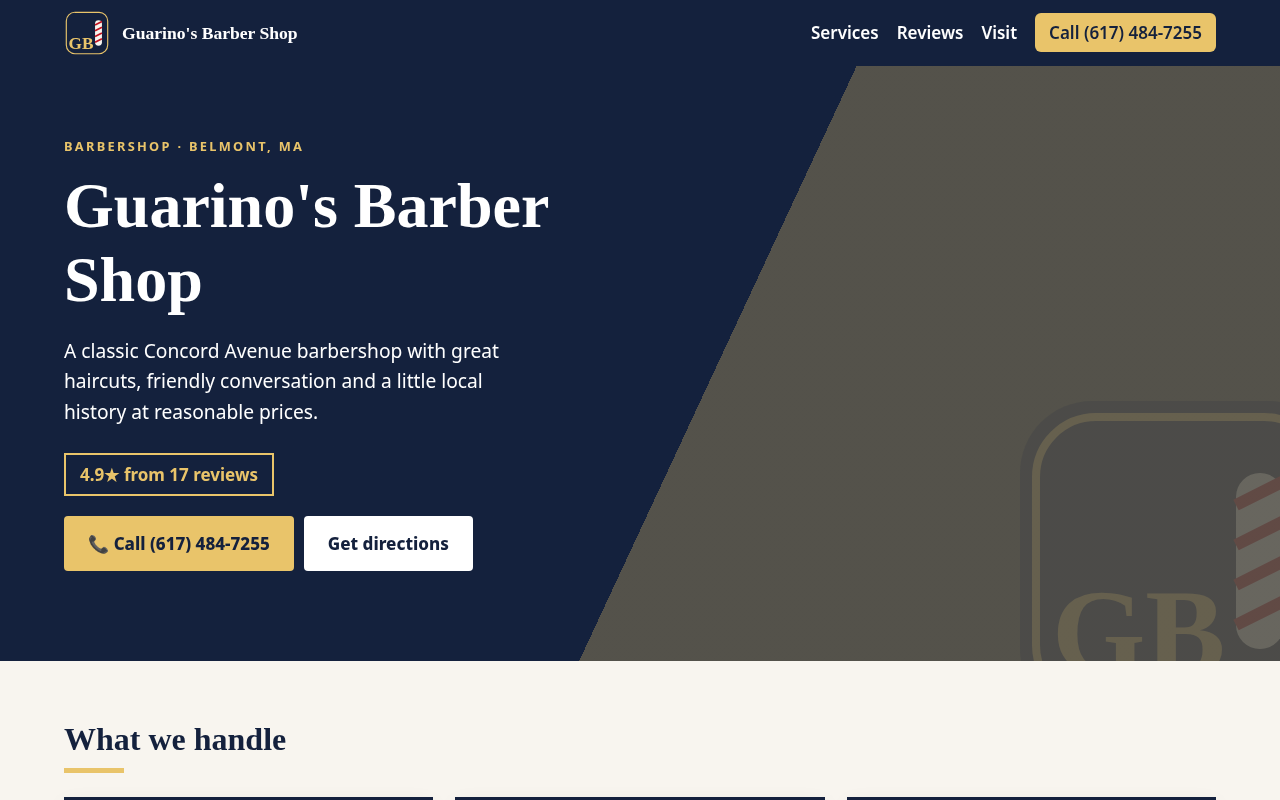 GB
Guarino's Barber Shop
Services Reviews Visit Call (617) 484-7255
BARBERSHOP · BELMONT, MA
Guarino's Barber
Shop
A classic Concord Avenue barbershop with great
haircuts, friendly conversation and a little local
history at reasonable prices.
4.9★ from 17 reviews
📞 Call (617) 484-7255
Get directions
GB
What we handle